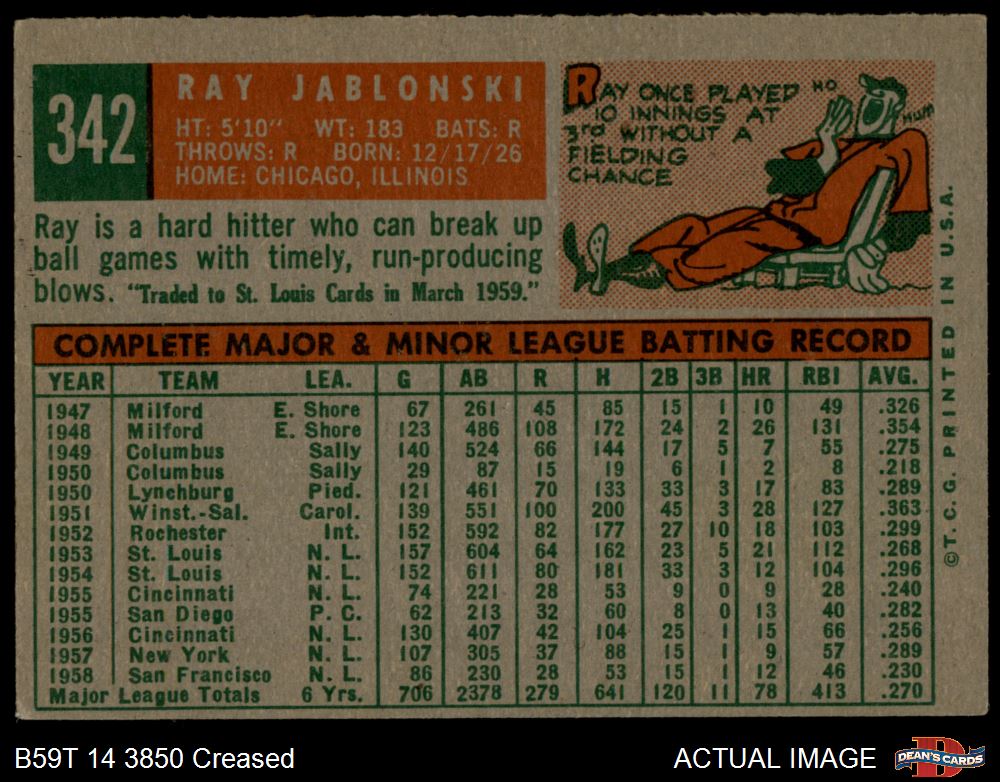 342
RAY JABLONSKI
HT: 5'10" WT: 183 BATS: R
THROWS: R BORN: 12/17/26
HOME: CHICAGO, ILLINOIS
RAY ONCE PLAYED
10 INNINGS AT
3rd WITHOUT A
FIELDING
CHANCE
HO
HUM
Ray is a hard hitter who can break up
ball games with timely, run-producing
blows. "Traded to St. Louis Cards in March 1959."
COMPLETE MAJOR & MINOR LEAGUE BATTING RECORD
YEAR TEAM LEA. G AB R H 2B 3B HR RBI AVG.
1947 Milford E. Shore 67 261 45 85 15 1 10 49 .326
1948 Milford E. Shore 123 486 108 172 24 2 26 131 .354
1949 Columbus Sally 140 524 66 144 17 5 7 55 .275
1950 Columbus Sally 29 87 15 19 6 1 2 8 .218
1950 Lynchburg Pied. 121 461 70 133 33 3 17 83 .289
1951 Winst.-Sal. Carol. 139 551 100 200 45 3 28 127 .363
1952 Rochester Int. 152 592 82 177 27 10 18 103 .299
1953 St. Louis N. L. 157 604 64 162 23 5 21 112 .268
1954 St. Louis N. L. 152 611 80 181 33 3 12 104 .296
1955 Cincinnati N. L. 74 221 28 53 9 0 9 28 .240
1955 San Diego P. C. 62 213 32 60 8 0 13 40 .282
1956 Cincinnati N. L. 130 407 42 104 25 1 15 66 .256
1957 New York N. L. 107 305 37 88 15 1 9 57 .289
1958 San Francisco N. L. 86 230 28 53 15 1 12 46 .230
Major League Totals 6 Yrs. 706 2378 279 641 120 11 78 413 .270
©T.C.G. PRINTED IN U.S.A.
B59T 14 3850 Creased
ACTUAL IMAGE
D
DEAN'S CARDS